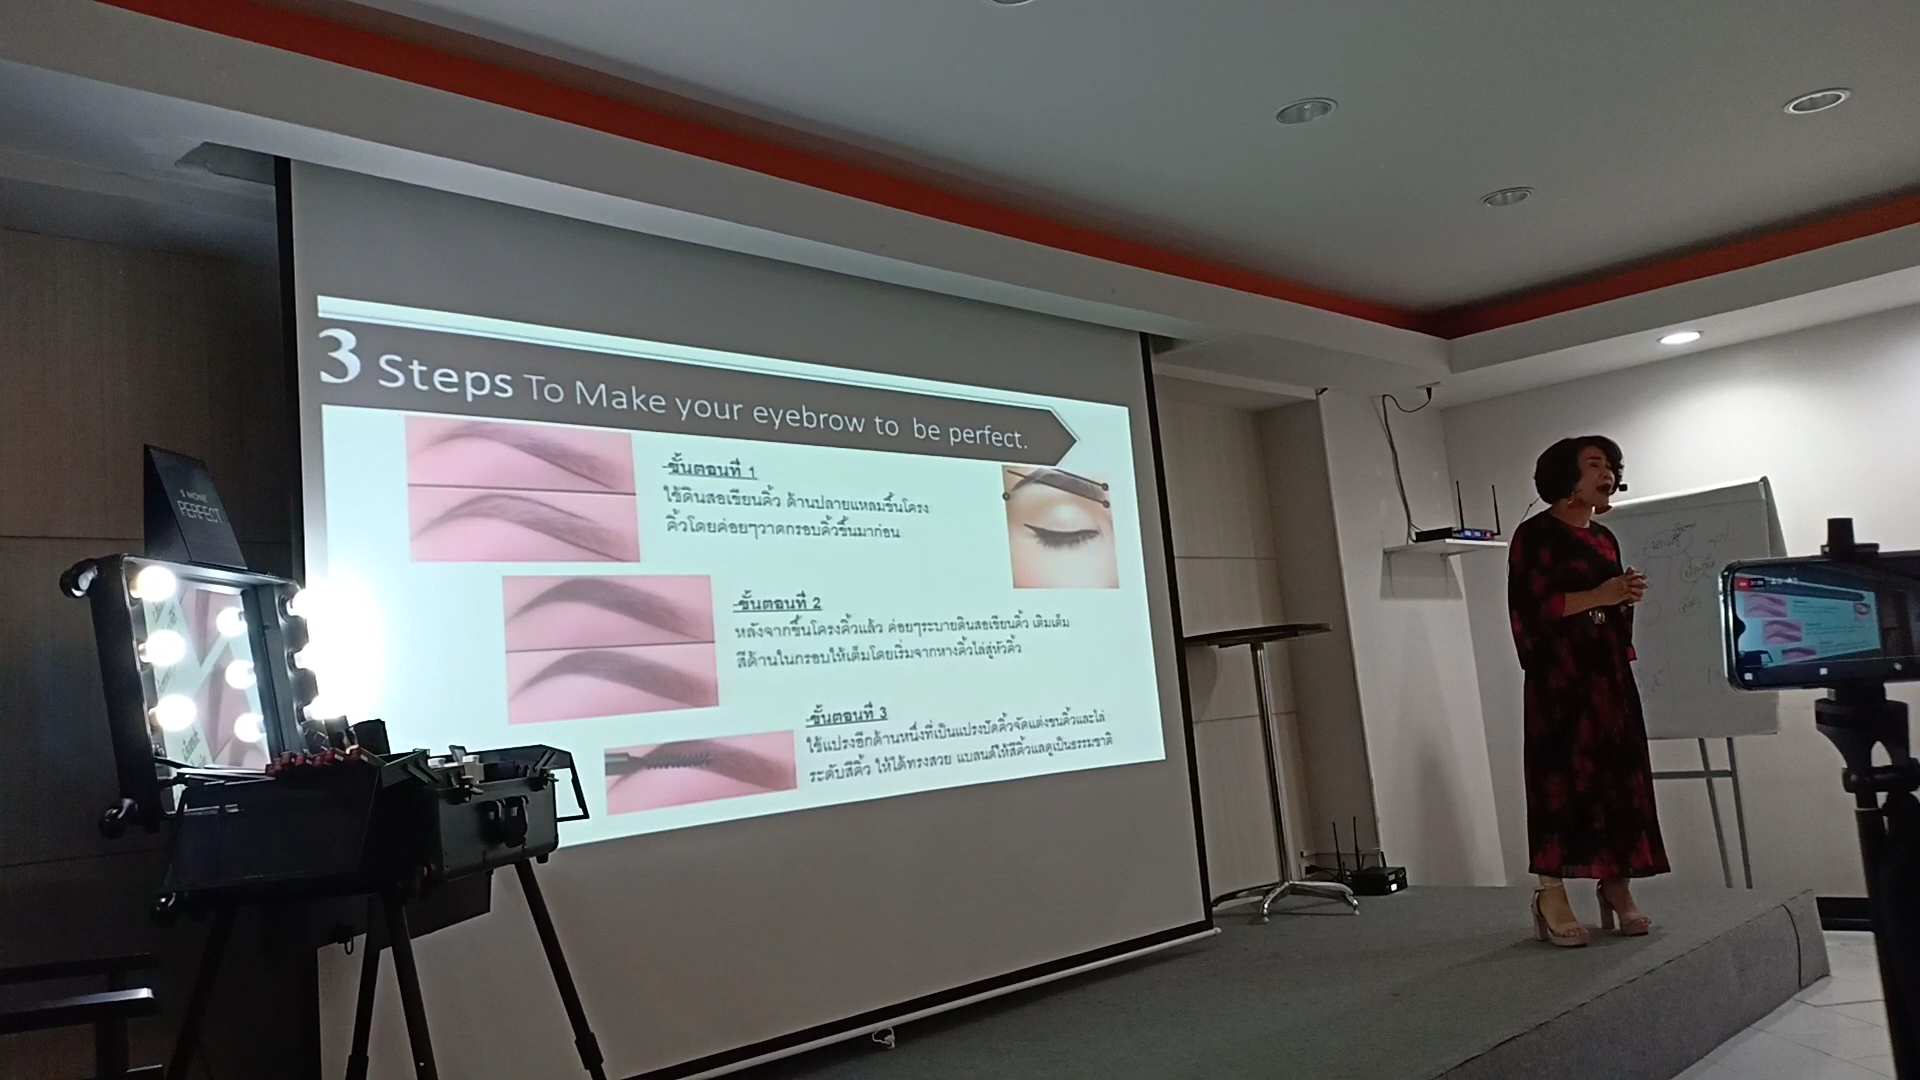 3 Steps To Make your eyebrow to be perfect.
-ขั้นตอนที่ 1
ใช้ดินสอเขียนคิ้ว ด้านปลายแหลมขึ้นโครง
คิ้วโดยค่อยๆวาดกรอบคิ้วขึ้นมาก่อน
-ขั้นตอนที่ 2
หลังจากขึ้นโครงคิ้วแล้ว ค่อยๆระบายดินสอเขียนคิ้ว เติมเต็ม
สีด้านในกรอบให้เต็มโดยเริ่มจากหางคิ้วไล่สู่หัวคิ้ว
-ขั้นตอนที่ 3
ใช้แปรงอีกด้านหนึ่งที่เป็นแปรงปัดคิ้วจัดแต่งขนคิ้วและไล่
ระดับสีคิ้ว ให้ได้ทรงสวย แบลนด์ให้สีคิ้วแลดูเป็นธรรมชาติ
PERFECT